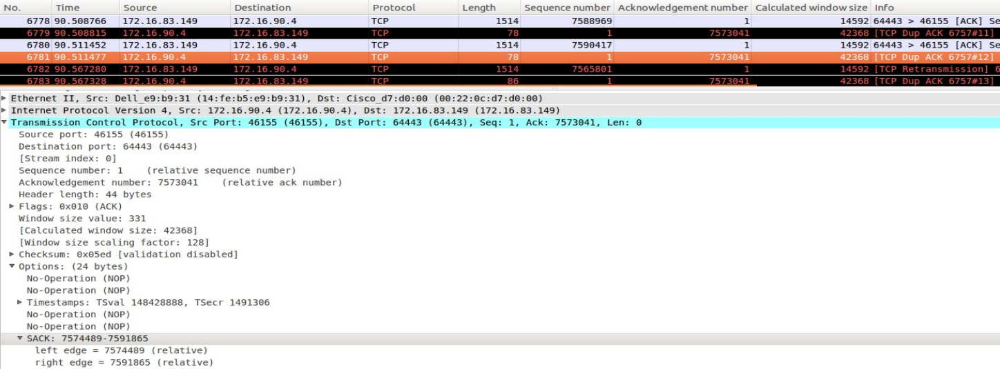 No. Time Source Destination Protocol Length Sequence number Acknowledgement number Calculated window size Info
6778 90.508766 172.16.83.149 172.16.90.4 TCP 1514 7588969 1 14592 64443 > 46155 [ACK] Se
6779 90.508815 172.16.90.4 172.16.83.149 TCP 78 1 7573041 42368 [TCP Dup ACK 6757#11]
6780 90.511452 172.16.83.149 172.16.90.4 TCP 1514 7590417 1 14592 64443 > 46155 [ACK] Se
6781 90.511477 172.16.90.4 172.16.83.149 TCP 78 1 7573041 42368 [TCP Dup ACK 6757#12]
6782 90.567280 172.16.83.149 172.16.90.4 TCP 1514 7565801 1 14592 [TCP Retransmission] 6
6783 90.567328 172.16.90.4 172.16.83.149 TCP 86 1 7573041 42368 [TCP Dup ACK 6757#13]
Ethernet II, Src: Dell_e9:b9:31 (14:fe:b5:e9:b9:31), Dst: Cisco_d7:d0:00 (00:22:0c:d7:d0:00)
Internet Protocol Version 4, Src: 172.16.90.4 (172.16.90.4), Dst: 172.16.83.149 (172.16.83.149)
Transmission Control Protocol, Src Port: 46155 (46155), Dst Port: 64443 (64443), Seq: 1, Ack: 7573041, Len: 0
Source port: 46155 (46155)
Destination port: 64443 (64443)
[Stream index: 0]
Sequence number: 1 (relative sequence number)
Acknowledgement number: 7573041 (relative ack number)
Header length: 44 bytes
Flags: 0x010 (ACK)
Window size value: 331
[Calculated window size: 42368]
[Window size scaling factor: 128]
Checksum: 0x05ed [validation disabled]
Options: (24 bytes)
No-Operation (NOP)
No-Operation (NOP)
Timestamps: TSval 148428888, TSecr 1491306
No-Operation (NOP)
No-Operation (NOP)
SACK: 7574489-7591865
left edge = 7574489 (relative)
right edge = 7591865 (relative)